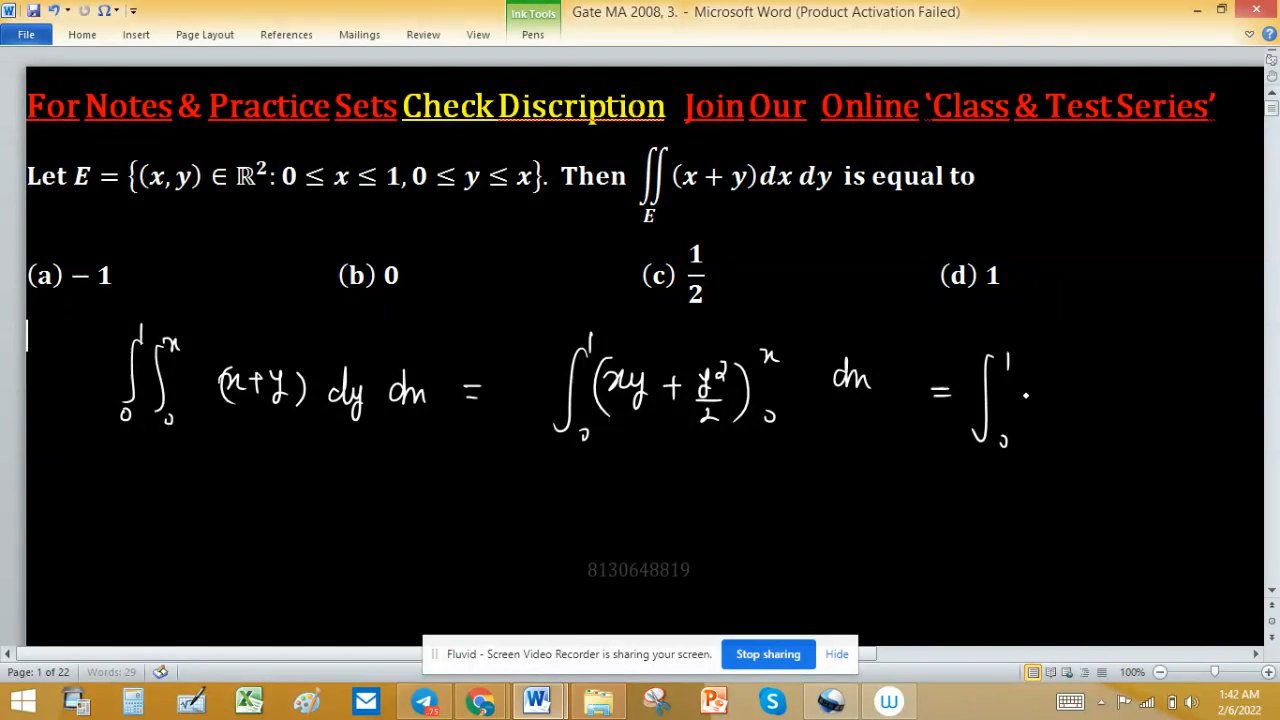 Ink Tools
Gate MA 2008, 3. - Microsoft Word (Product Activation Failed)
File Home Insert Page Layout References Mailings Review View Pens
For Notes & Practice Sets Check Discription Join Our Online ‘Class & Test Series’
Let E = {(x, y) ∈ ℝ²: 0 ≤ x ≤ 1, 0 ≤ y ≤ x}. Then ∬_E (x + y)dx dy is equal to
(a) − 1 (b) 0 (c) 1/2 (d) 1
∫₀¹ ∫₀ˣ (x+y) dy dx = ∫₀¹ (xy + y²/2)₀ˣ dx = ∫₀¹
8130648819
Fluvid - Screen Video Recorder is sharing your screen. Stop sharing Hide
Page: 1 of 22 Words: 29 100%
75 W
1:42 AM
2/6/2022